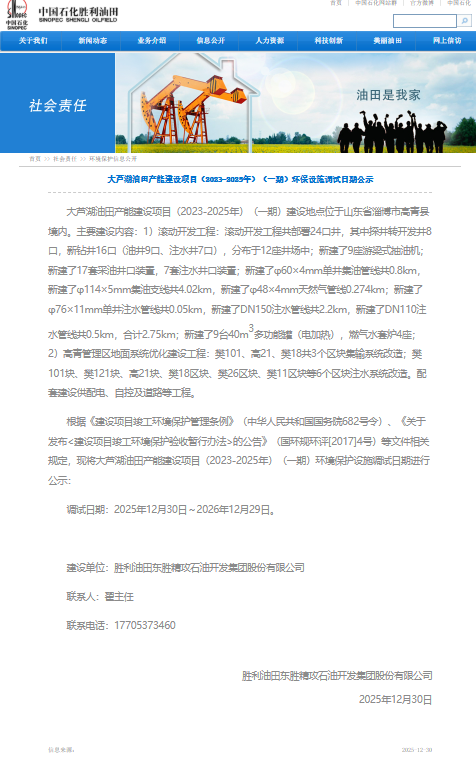 首页 | 中国石化网站群 | 官方微博 | 中国石化
中国石化
SINOPEC
中国石化胜利油田
SINOPEC SHENGLI OILFIELD
关于我们 新闻动态 业务介绍 信息公开 人力资源 科技创新 美丽油田 网上信访
社会责任
油田是我家
首页 >> 社会责任 >> 环境保护信息公开
大芦湖油田产能建设项目（2023-2025年）（一期）环保设施调试日期公示
大芦湖油田产能建设项目（2023-2025年）（一期）建设地点位于山东省淄博市高青县
境内。主要建设内容：1）滚动开发工程：滚动开发工程共部署24口井，其中探井转开发井8
口，新钻井16口（油井9口、注水井7口），分布于12座井场中；新建了9座游梁式抽油机；
新建了17套采油井口装置，7套注水井口装置；新建了φ60×4mm单井集油管线共0.8km，
新建了φ114×5mm集油支线共4.02km，新建了φ48×4mm天然气管线0.274km；新建了
φ76×11mm单井注水管线共0.05km，新建了DN150注水管线共2.2km，新建了DN110注
水管线共0.5km，合计2.75km；新建了9台40m3多功能罐（电加热），燃气水套炉4座；
2）高青管理区地面系统优化建设工程：樊101、高21、樊18共3个区块集输系统改造；樊
101块、樊121块、高21块、樊18区块、樊26区块、樊11区块等6个区块注水系统改造。配
套建设供配电、自控及道路等工程。
根据《建设项目竣工环境保护管理条例》（中华人民共和国国务院682号令）、《关于
发布<建设项目竣工环境保护验收暂行办法>的公告》（国环规环评[2017]4号）等文件相关
规定，现将大芦湖油田产能建设项目（2023-2025年）（一期）环境保护设施调试日期进行
公示：
调试日期：2025年12月30日～2026年12月29日。
建设单位：胜利油田东胜精攻石油开发集团股份有限公司
联系人：翟主任
联系电话：17705373460
胜利油田东胜精攻石油开发集团股份有限公司
2025年12月30日
信息来源：
2025-12-30